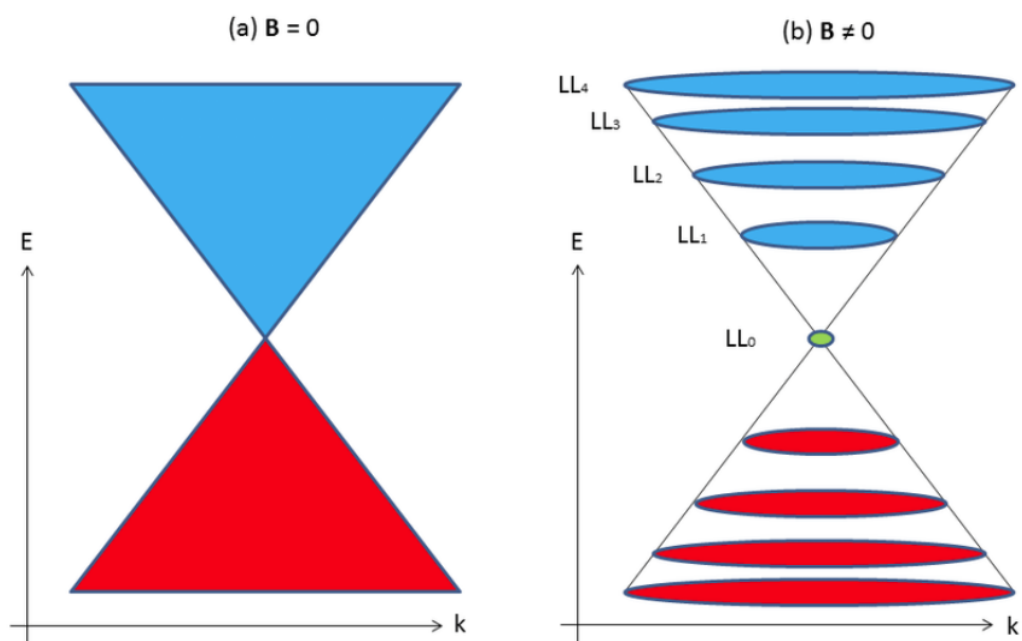 (a) B = 0
(b) B ≠ 0
LL₄
LL₃
LL₂
LL₁
LL₀
E
k
E
k